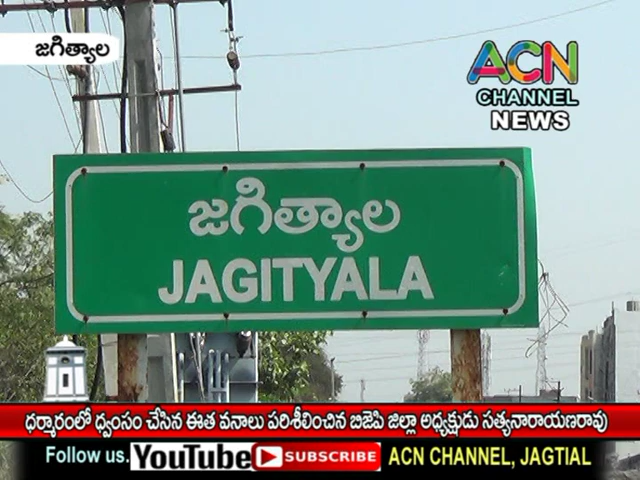 జగిత్యాల
ACN
CHANNEL
NEWS
జగిత్యాల
JAGITYALA
ధర్మారంలో ధ్వంసం చేసిన ఈత వనాలు పరిశీలించిన బిజెపి జిల్లా అధ్యక్షుడు సత్యనారాయణరావు
Follow us. YouTube SUBSCRIBE ACN CHANNEL, JAGTIAL